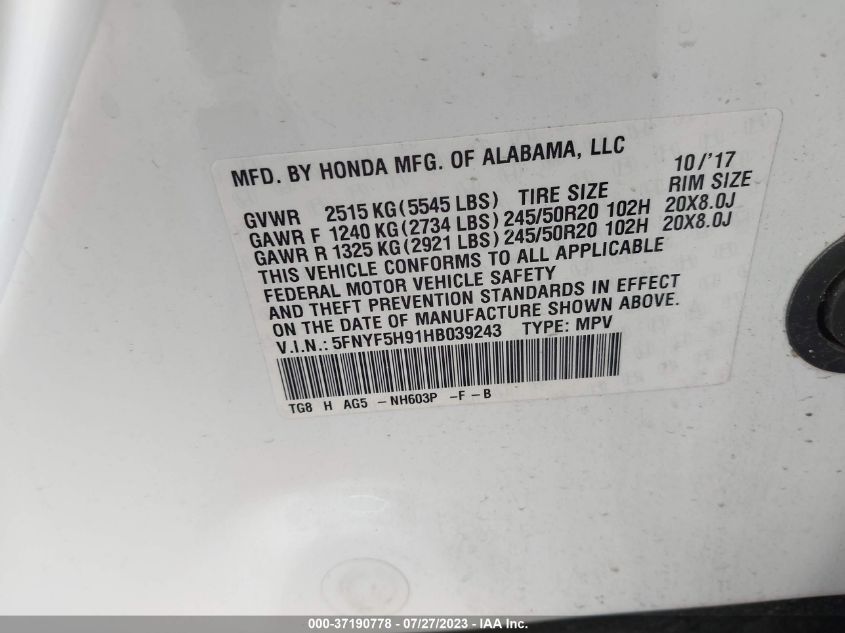 MFD. BY HONDA MFG. OF ALABAMA, LLC 10/'17
GVWR 2515 KG(5545 LBS) TIRE SIZE RIM SIZE
GAWR F 1240 KG(2734 LBS) 245/50R20 102H 20X8.0J
GAWR R 1325 KG(2921 LBS) 245/50R20 102H 20X8.0J
THIS VEHICLE CONFORMS TO ALL APPLICABLE
FEDERAL MOTOR VEHICLE SAFETY
AND THEFT PREVENTION STANDARDS IN EFFECT
ON THE DATE OF MANUFACTURE SHOWN ABOVE.
V.I.N.: 5FNYF5H91HB039243 TYPE: MPV
TG8 H AG5 -NH603P -F-B
000-37190778 - 07/27/2023 - IAA Inc.